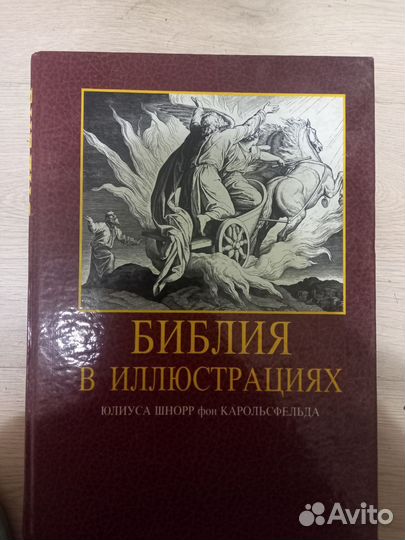 БИБЛИЯ
В ИЛЛЮСТРАЦИЯХ
ЮЛИУСА ШНОРР фон КАРОЛЬСФЕЛЬДА
Avito